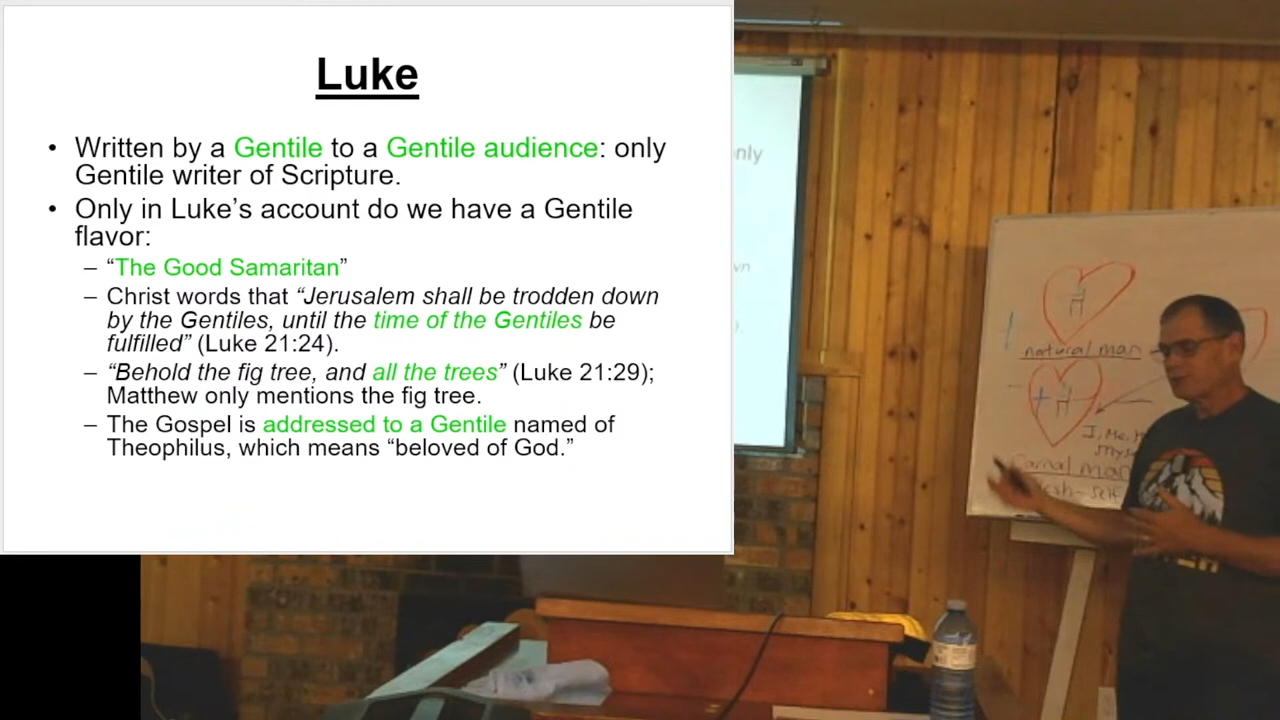 Luke
• Written by a Gentile to a Gentile audience: only
Gentile writer of Scripture.
• Only in Luke's account do we have a Gentile
flavor:
– “The Good Samaritan”
– Christ words that “Jerusalem shall be trodden down
by the Gentiles, until the time of the Gentiles be
fulfilled” (Luke 21:24).
– “Behold the fig tree, and all the trees” (Luke 21:29);
Matthew only mentions the fig tree.
– The Gospel is addressed to a Gentile named of
Theophilus, which means “beloved of God.”
natural man
I, Me,
Carnal man
self